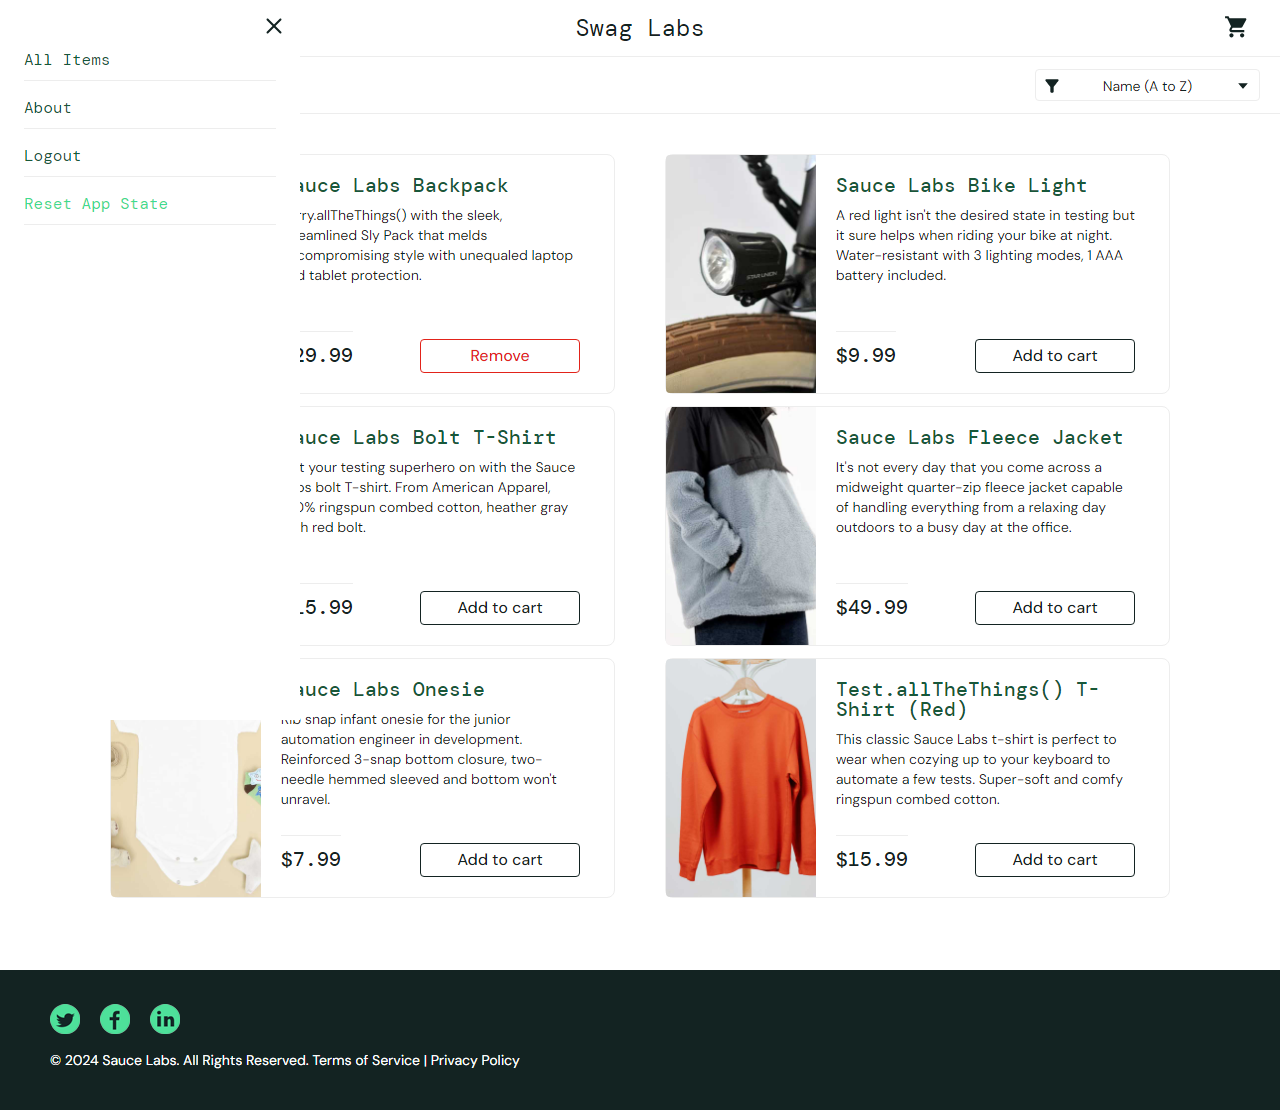 All Items
About
Logout
Reset App State
Swag Labs
Name (A to Z)
auce Labs Backpack
rry.allTheThings() with the sleek,
eamlined Sly Pack that melds
compromising style with unequaled laptop
d tablet protection.
29.99
Remove
Sauce Labs Bike Light
A red light isn't the desired state in testing but
it sure helps when riding your bike at night.
Water-resistant with 3 lighting modes, 1 AAA
battery included.
$9.99
Add to cart
auce Labs Bolt T-Shirt
t your testing superhero on with the Sauce
bs bolt T-shirt. From American Apparel,
0% ringspun combed cotton, heather gray
h red bolt.
15.99
Add to cart
Sauce Labs Fleece Jacket
It's not every day that you come across a
midweight quarter-zip fleece jacket capable
of handling everything from a relaxing day
outdoors to a busy day at the office.
$49.99
Add to cart
auce Labs Onesie
Rib snap infant onesie for the junior
automation engineer in development.
Reinforced 3-snap bottom closure, two-
needle hemmed sleeved and bottom won't
unravel.
$7.99
Add to cart
Test.allTheThings() T-
Shirt (Red)
This classic Sauce Labs t-shirt is perfect to
wear when cozying up to your keyboard to
automate a few tests. Super-soft and comfy
ringspun combed cotton.
$15.99
Add to cart
© 2024 Sauce Labs. All Rights Reserved. Terms of Service | Privacy Policy